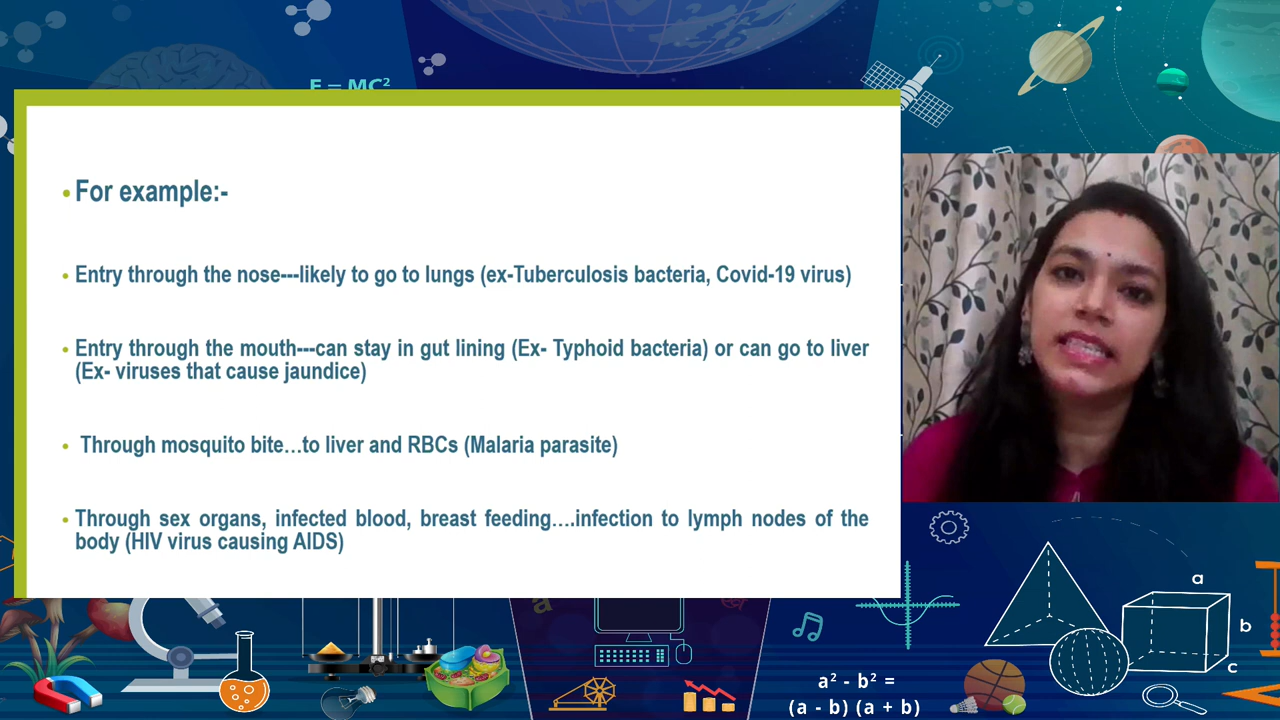 E = MC²
• For example:-
• Entry through the nose---likely to go to lungs (ex-Tuberculosis bacteria, Covid-19 virus)
• Entry through the mouth---can stay in gut lining (Ex- Typhoid bacteria) or can go to liver
(Ex- viruses that cause jaundice)
• Through mosquito bite…to liver and RBCs (Malaria parasite)
• Through sex organs, infected blood, breast feeding….infection to lymph nodes of the
body (HIV virus causing AIDS)
a
b
c
a
a² - b² =
(a - b) (a + b)